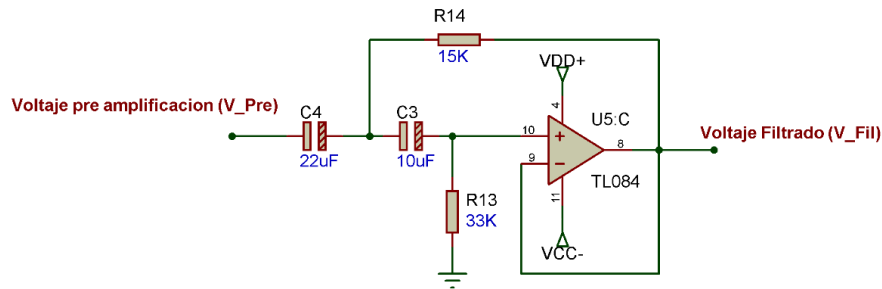 R14
15K
VDD+
Voltaje pre amplificacion (V_Pre)
C4
22uF
C3
10uF
4
U5:C
10
9
8
Voltaje Filtrado (V_Fil)
TL084
11
R13
33K
VCC-